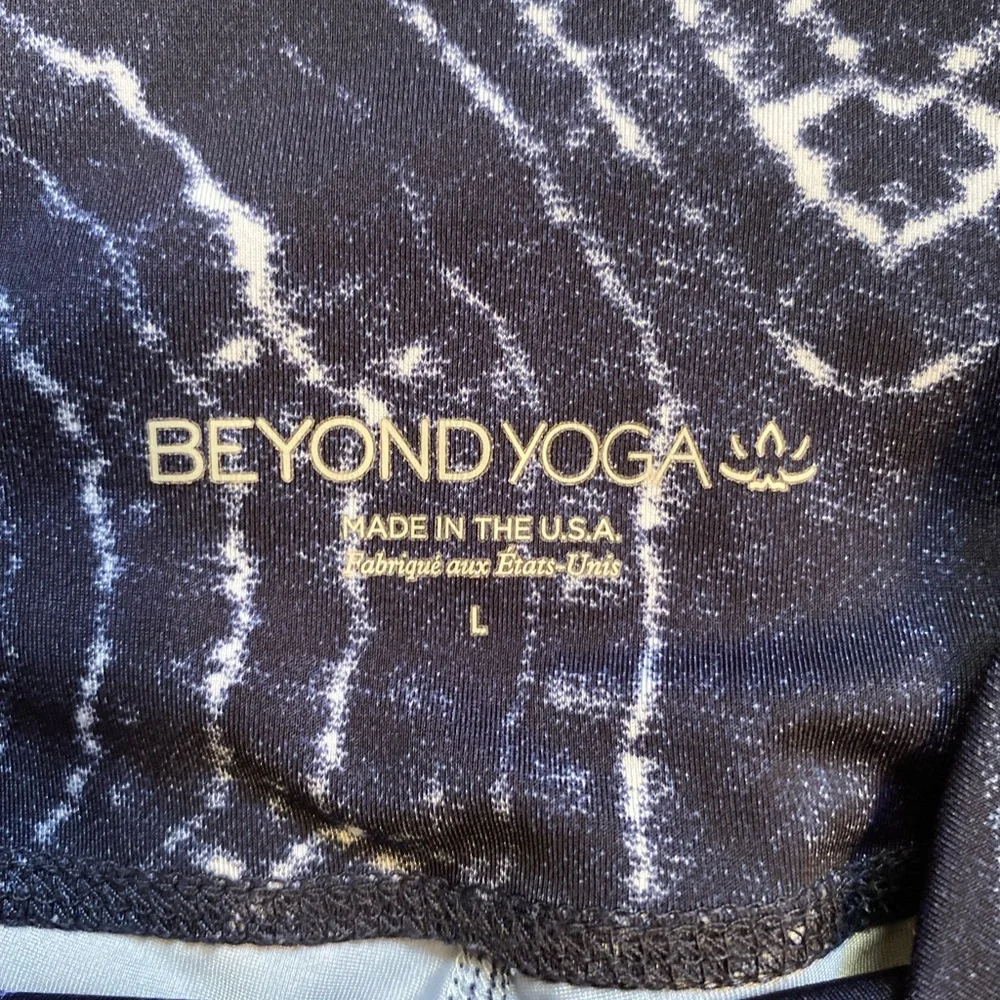 BEYOND YOGA
MADE IN THE U.S.A.
Fabriqué aux États-Unis
L